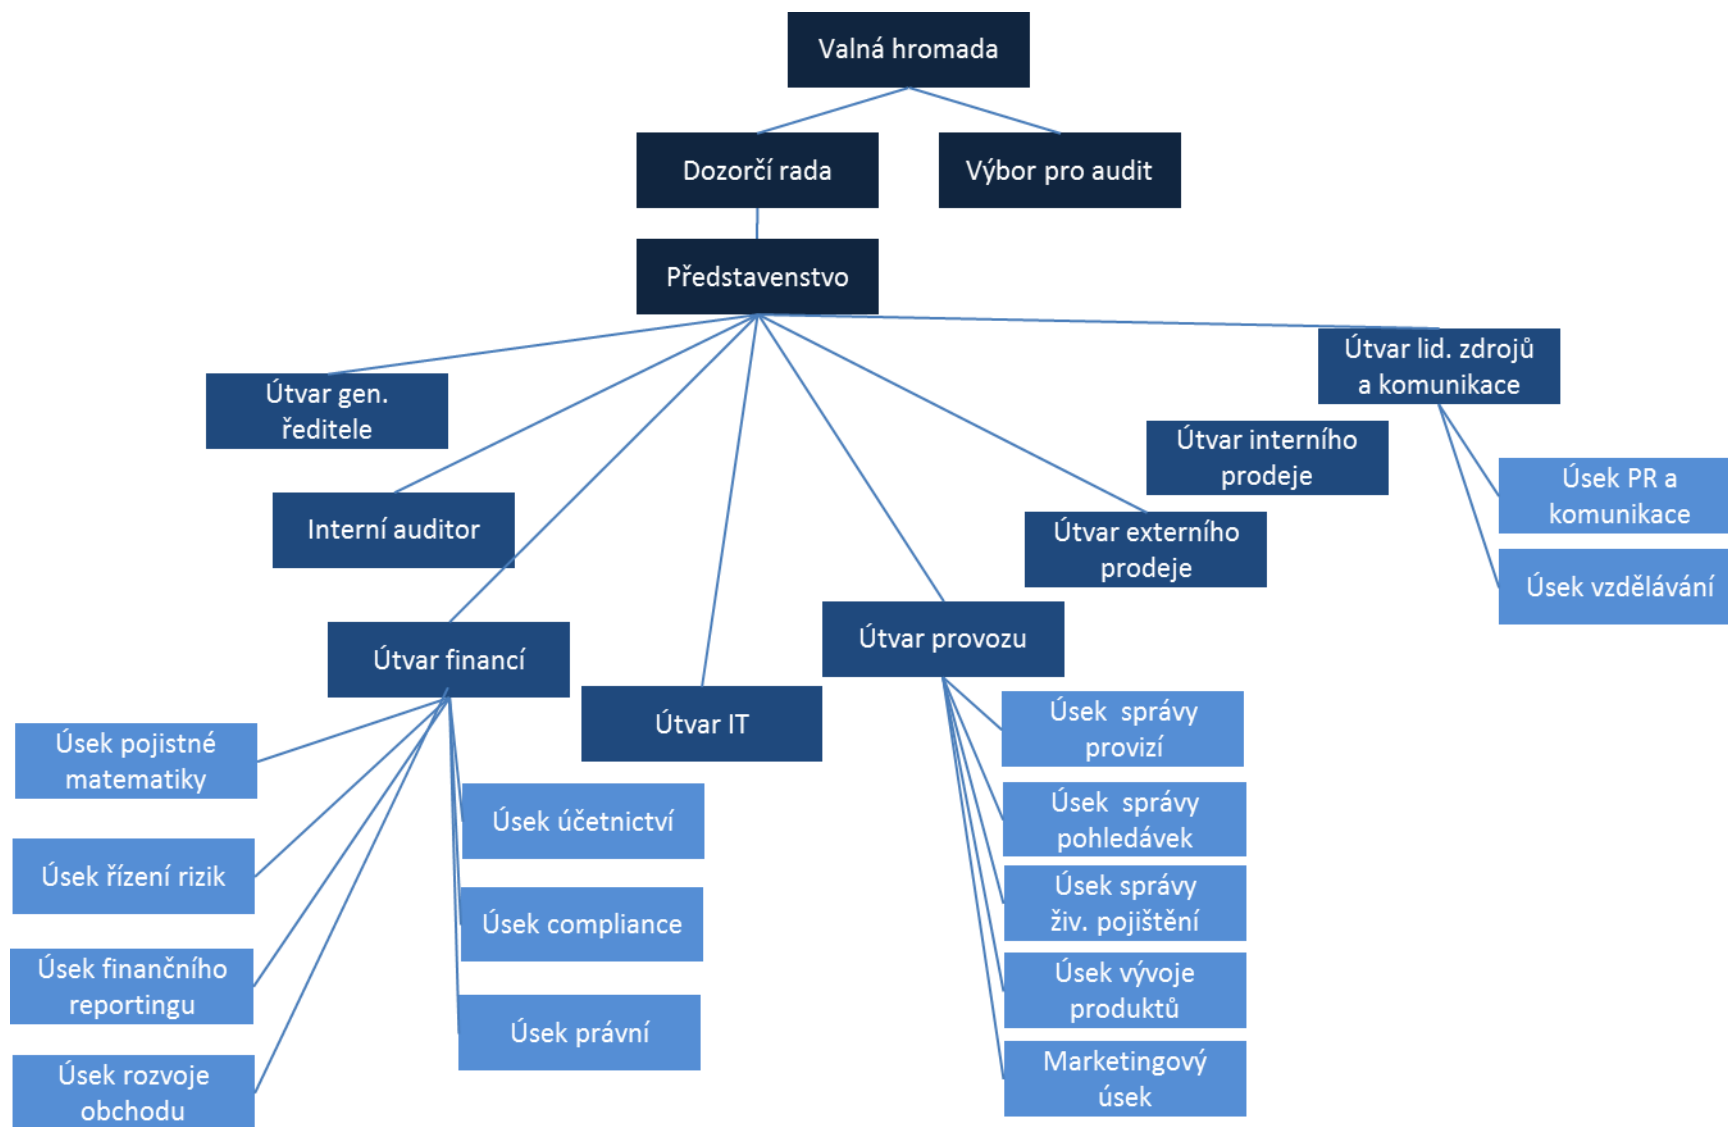 Valná hromada
Dozorčí rada
Výbor pro audit
Představenstvo
Útvar lid. zdrojů
a komunikace
Útvar gen.
ředitele
Útvar interního
prodeje
Úsek PR a
komunikace
Interní auditor
Útvar externího
prodeje
Úsek vzdělávání
Útvar financí
Útvar provozu
Útvar IT
Úsek pojistné
matematiky
Úsek správy
provizí
Úsek účetnictví
Úsek správy
pohledávek
Úsek řízení rizik
Úsek compliance
Úsek správy
živ. pojištění
Úsek finančního
reportingu
Úsek právní
Úsek vývoje
produktů
Úsek rozvoje
obchodu
Marketingový
úsek